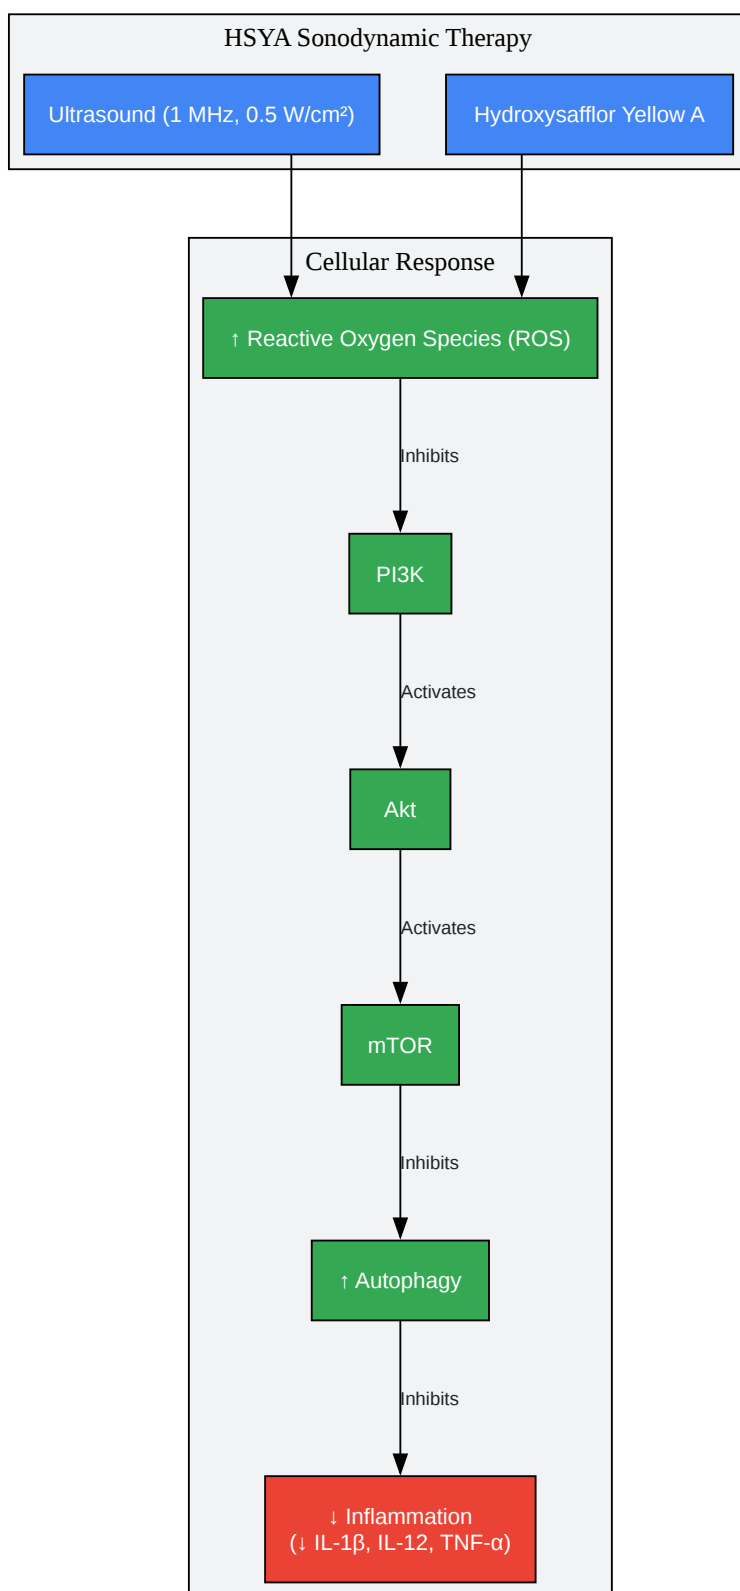 HSYA Sonodynamic Therapy
Ultrasound (1 MHz, 0.5 W/cm²)
Hydroxysafflor Yellow A
Cellular Response
↑ Reactive Oxygen Species (ROS)
Inhibits
PI3K
Activates
Akt
Activates
mTOR
Inhibits
↑ Autophagy
Inhibits
↓ Inflammation
(↓ IL-1β, IL-12, TNF-α)